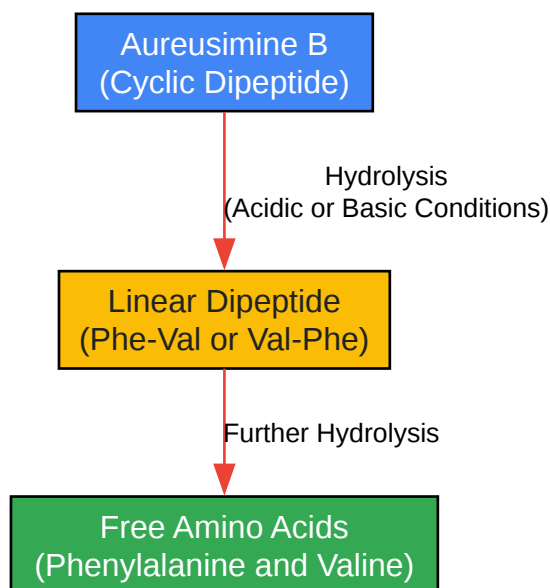 Aureusimine B
(Cyclic Dipeptide)
Hydrolysis
(Acidic or Basic Conditions)
Linear Dipeptide
(Phe-Val or Val-Phe)
Further Hydrolysis
Free Amino Acids
(Phenylalanine and Valine)